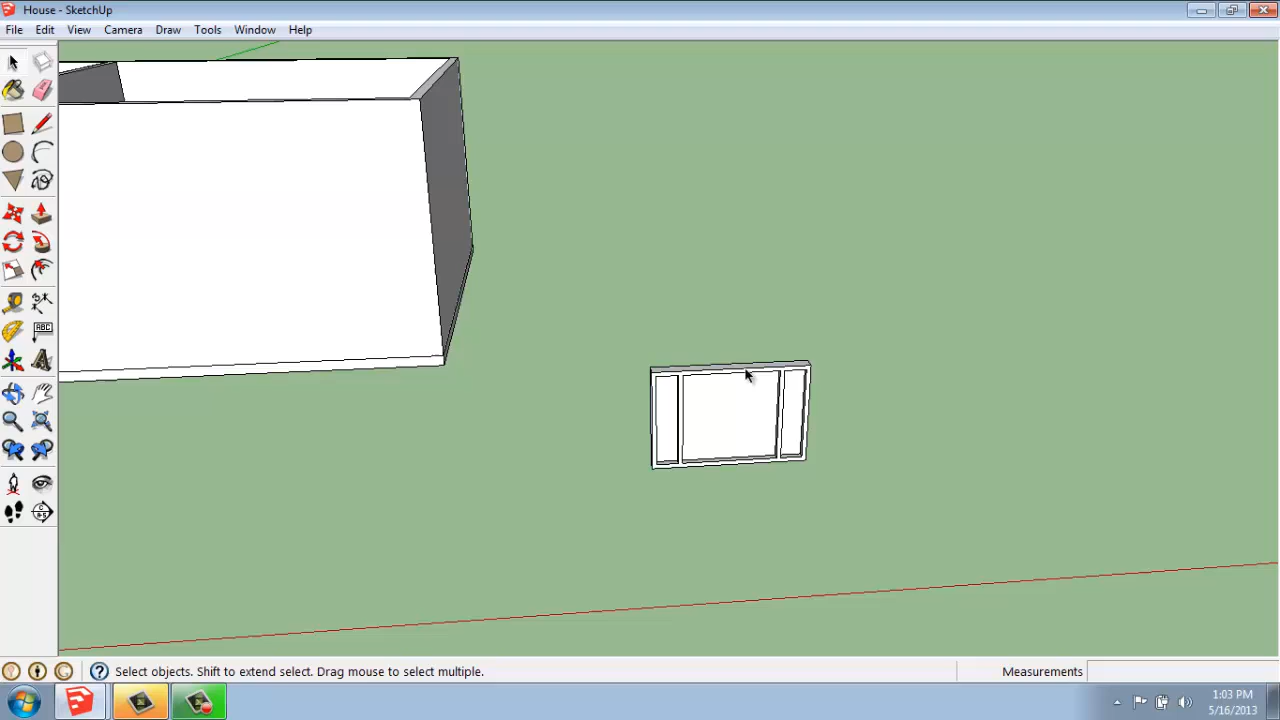 House - SketchUp
File Edit View Camera Draw Tools Window Help
ABC
Select objects. Shift to extend select. Drag mouse to select multiple.
Measurements
1:03 PM
5/16/2013